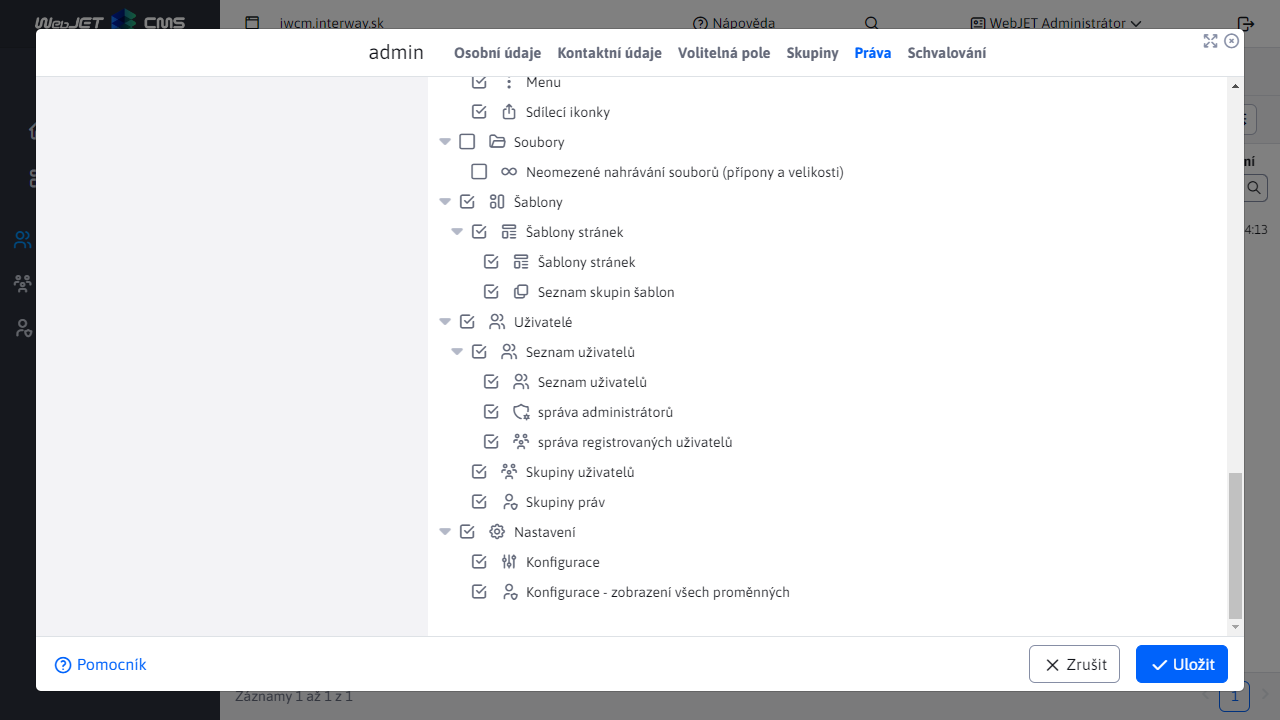 WebJET CMS
iwcm.interway.sk
Nápověda
WebJET Administrátor
admin
Osobní údaje
Kontaktní údaje
Volitelná pole
Skupiny
Práva
Schvalování
Menu
Sdílecí ikonky
Soubory
Neomezené nahrávání souborů (přípony a velikosti)
Šablony
Šablony stránek
Šablony stránek
Seznam skupin šablon
Uživatelé
Seznam uživatelů
Seznam uživatelů
správa administrátorů
správa registrovaných uživatelů
Skupiny uživatelů
Skupiny práv
Nastavení
Konfigurace
Konfigurace - zobrazení všech proměnných
4:13
Pomocník
Zrušit
Uložit
Záznamy 1 až 1 z 1
1